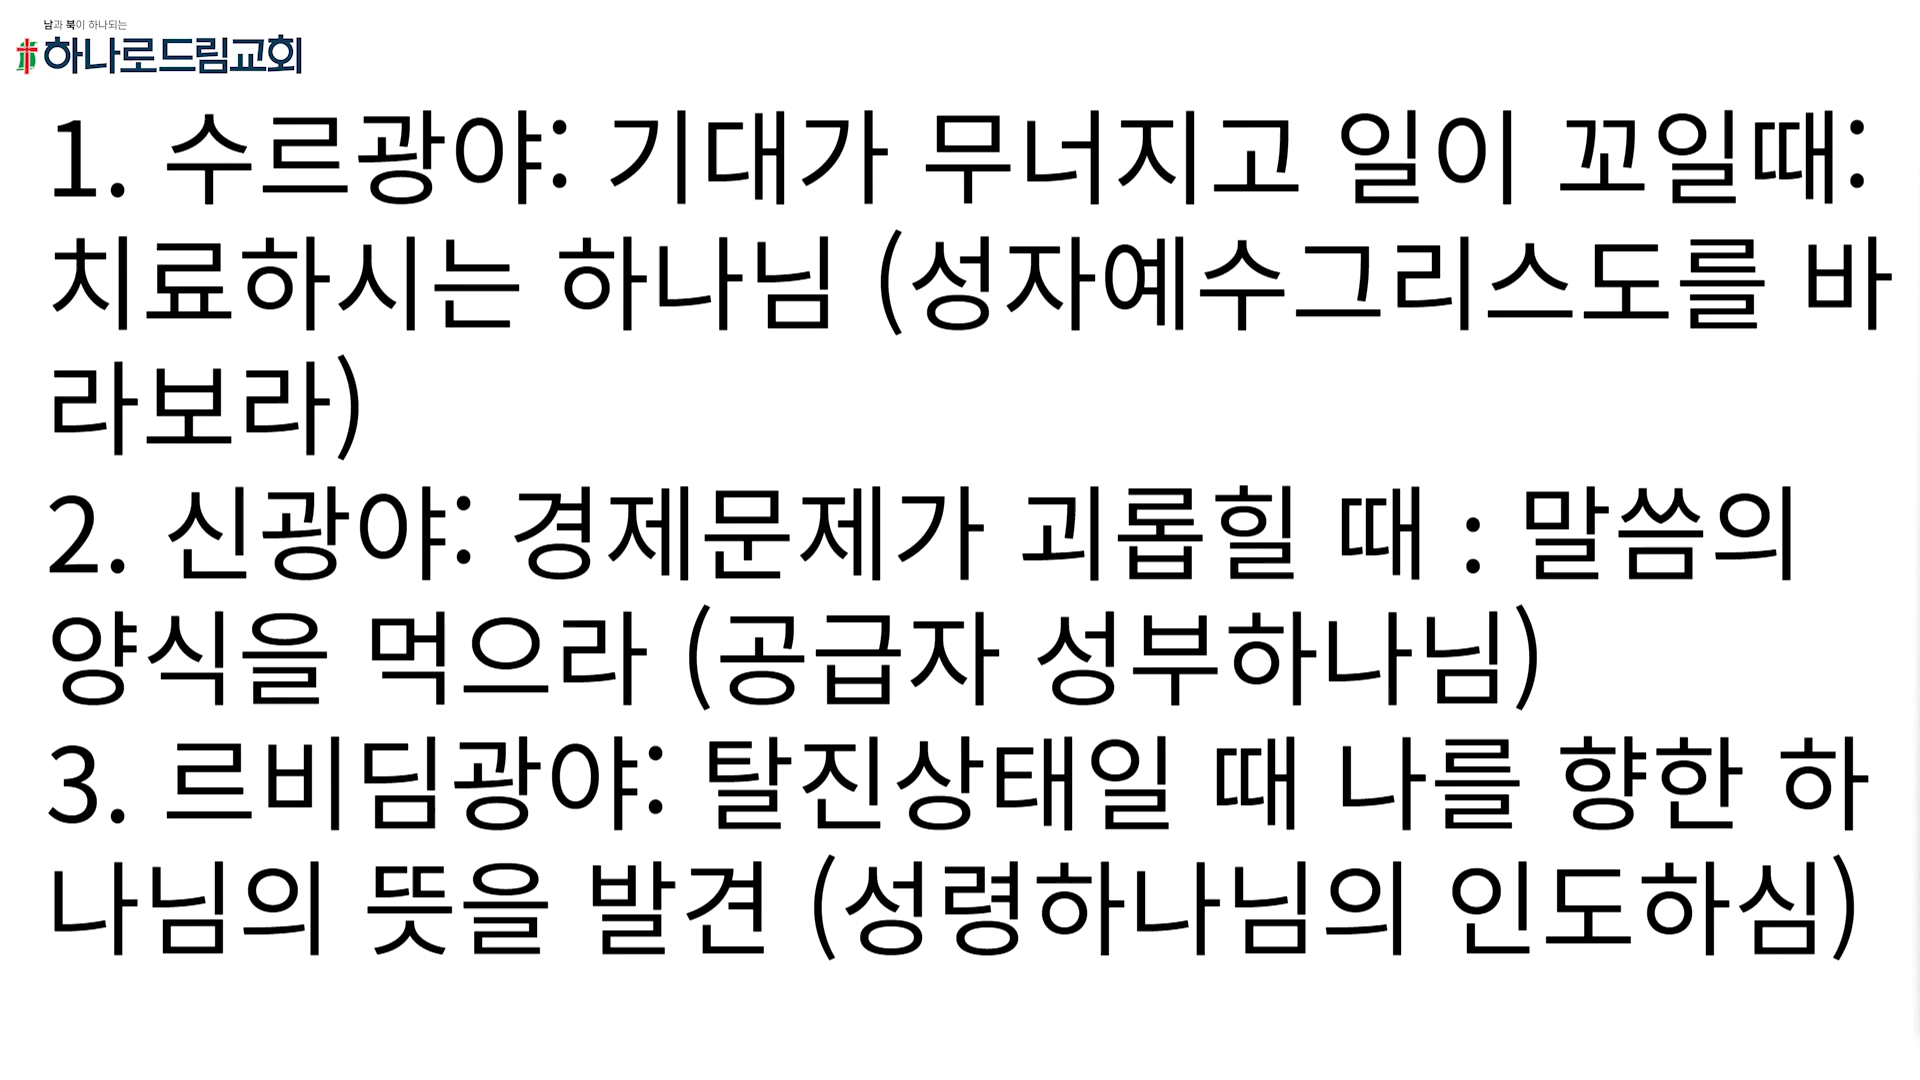 남과 북이 하나되는
하나로드림교회
1. 수르광야: 기대가 무너지고 일이 꼬일때:
치료하시는 하나님 (성자예수그리스도를 바
라보라)
2. 신광야: 경제문제가 괴롭힐 때 : 말씀의
양식을 먹으라 (공급자 성부하나님)
3. 르비딤광야: 탈진상태일 때 나를 향한 하
나님의 뜻을 발견 (성령하나님의 인도하심)